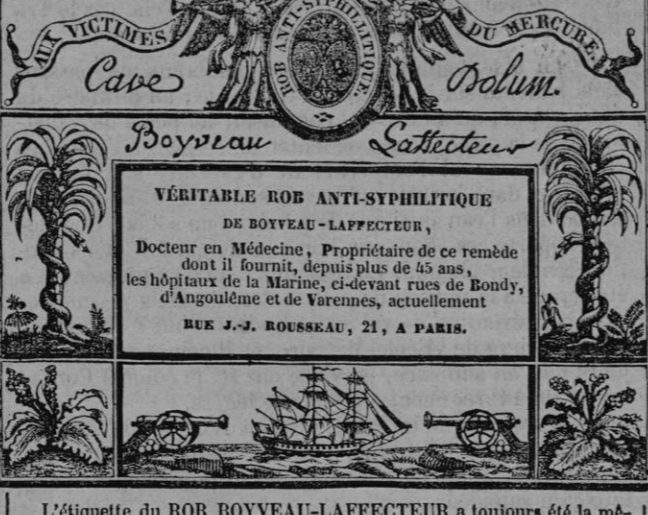 AUX VICTIMES DU MERCURE.
ROB ANTI-SYPHILLITIQUE.
Cave Dolum.
Boyveau Laffecteur
VÉRITABLE ROB ANTI-SYPHILITIQUE
DE BOYVEAU-LAFFECTEUR,
Docteur en Médecine, Propriétaire de ce remède
dont il fournit, depuis plus de 45 ans,
les hôpitaux de la Marine, ci-devant rues de Bondy,
d'Angoulême et de Varennes, actuellement
RUE J.-J. ROUSSEAU, 21, A PARIS.
L'étiquette du ROB BOYVEAU-LAFFECTEUR a toujours été la mê-